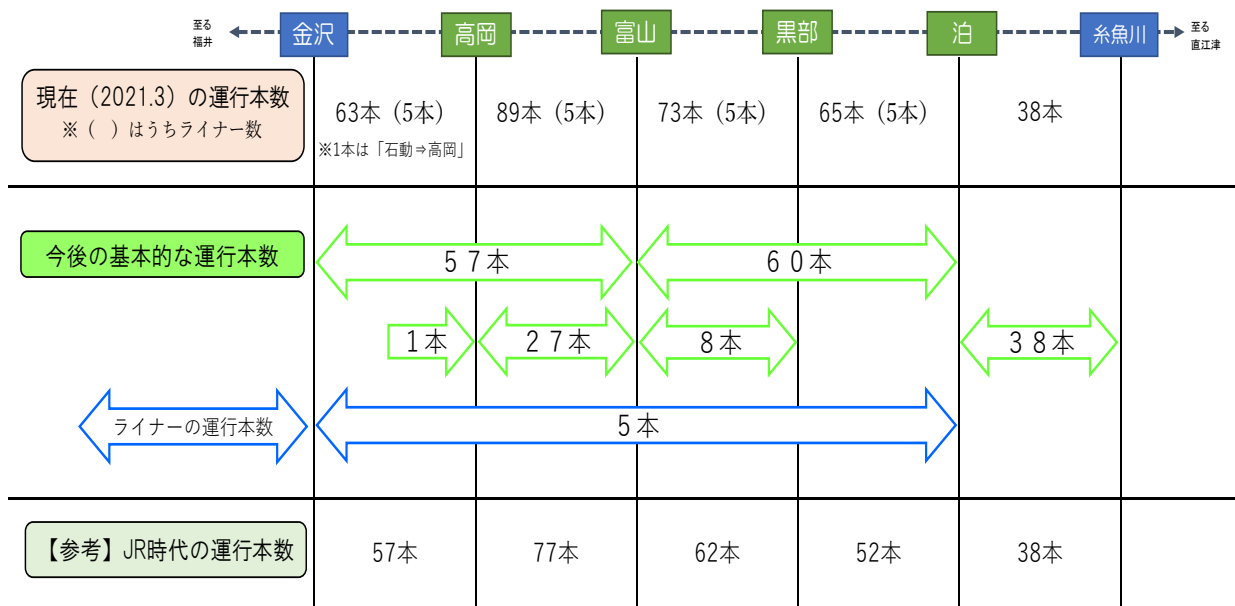 至る
福井
金沢
高岡
富山
黒部
泊
糸魚川
至る
直江津
現在（2021.3）の運行本数
※（　）はうちライナー数
63本（5本）
89本（5本）
73本（5本）
65本（5本）
38本
※1本は「石動⇒高岡」
今後の基本的な運行本数
５７本
６０本
１本
２７本
８本
３８本
ライナーの運行本数
５本
【参考】JR時代の運行本数
57本
77本
62本
52本
38本